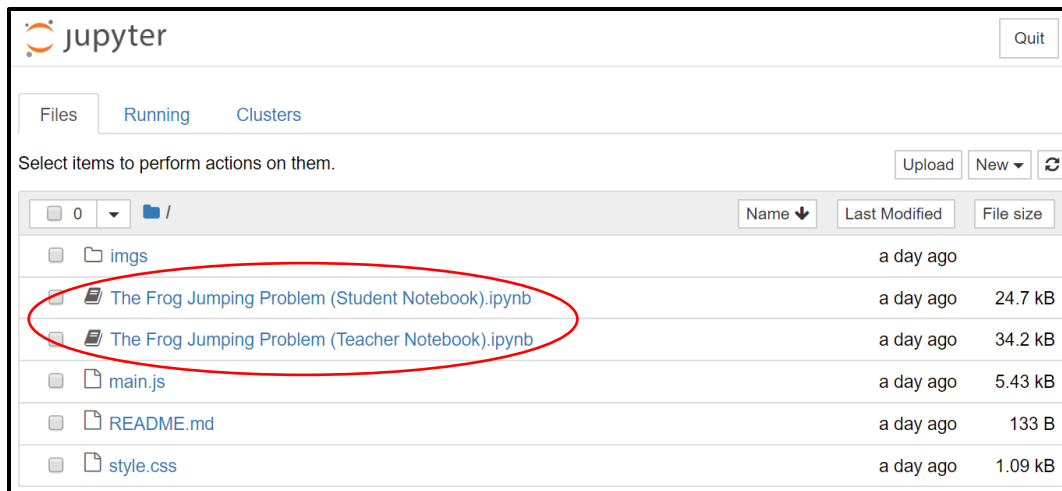 jupyter
Quit
Files Running Clusters
Select items to perform actions on them.
Upload New
0 / Name Last Modified File size
imgs a day ago
The Frog Jumping Problem (Student Notebook).ipynb a day ago 24.7 kB
The Frog Jumping Problem (Teacher Notebook).ipynb a day ago 34.2 kB
main.js a day ago 5.43 kB
README.md a day ago 133 B
style.css a day ago 1.09 kB